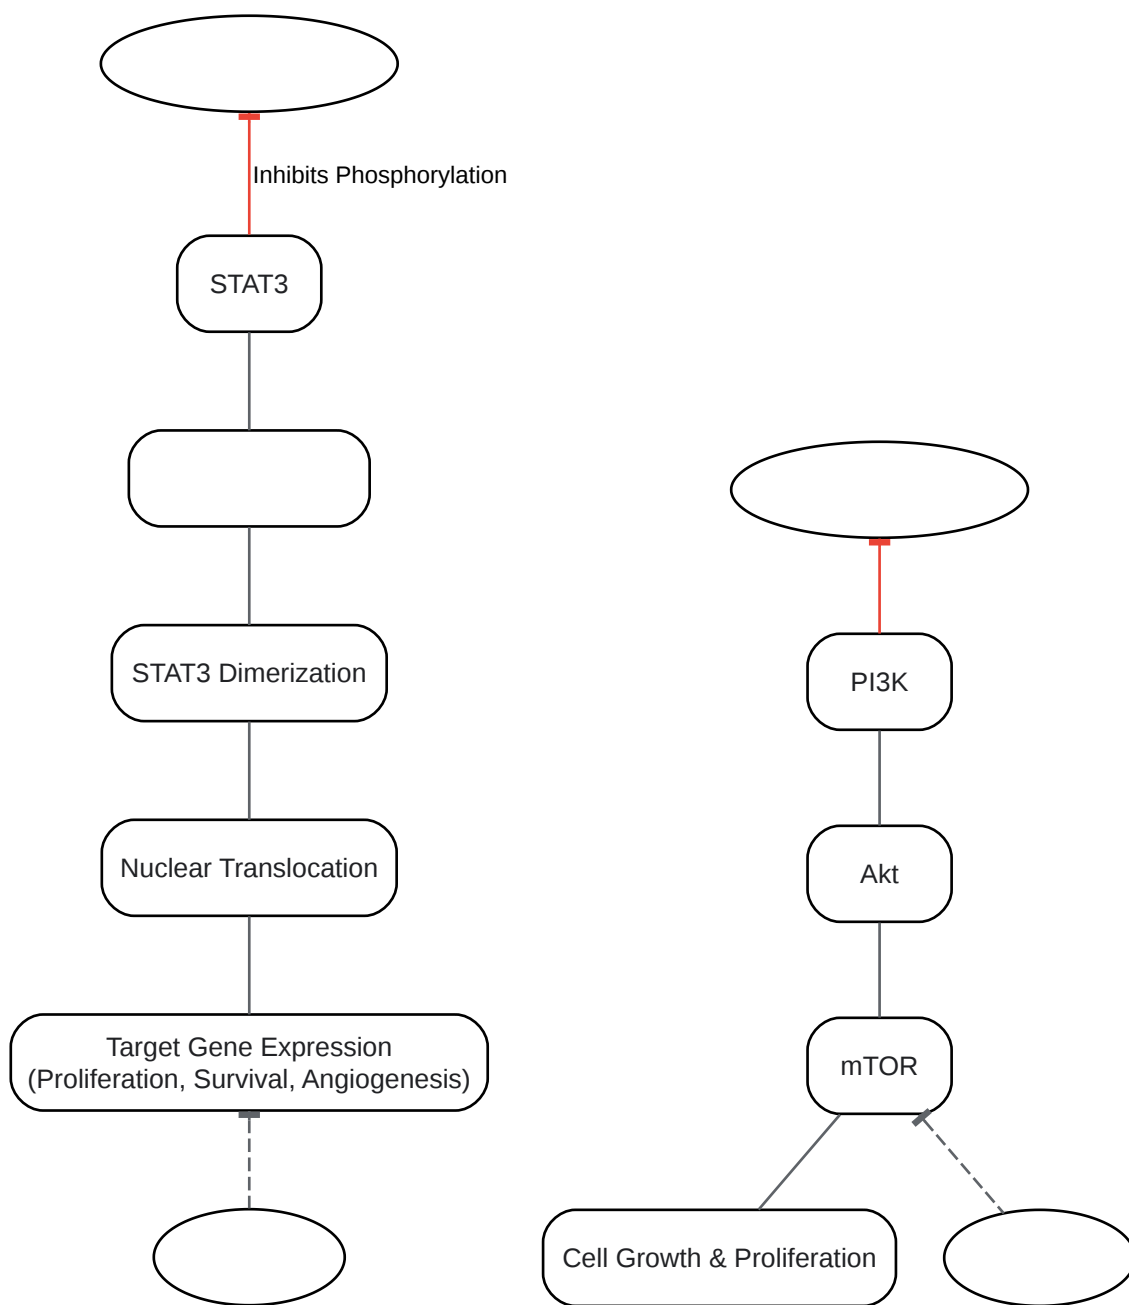 Inhibits Phosphorylation
STAT3
STAT3 Dimerization
PI3K
Nuclear Translocation
Akt
Target Gene Expression
(Proliferation, Survival, Angiogenesis)
mTOR
Cell Growth & Proliferation